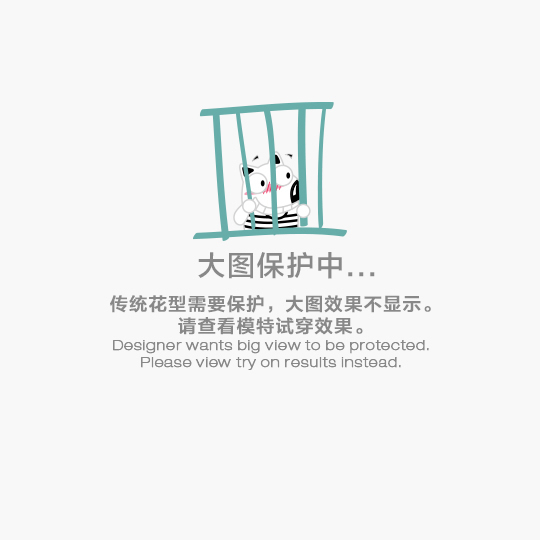 大图保护中...
传统花型需要保护，大图效果不显示。
请查看模特试穿效果。
Designer wants big view to be protected.
Please view try on results instead.